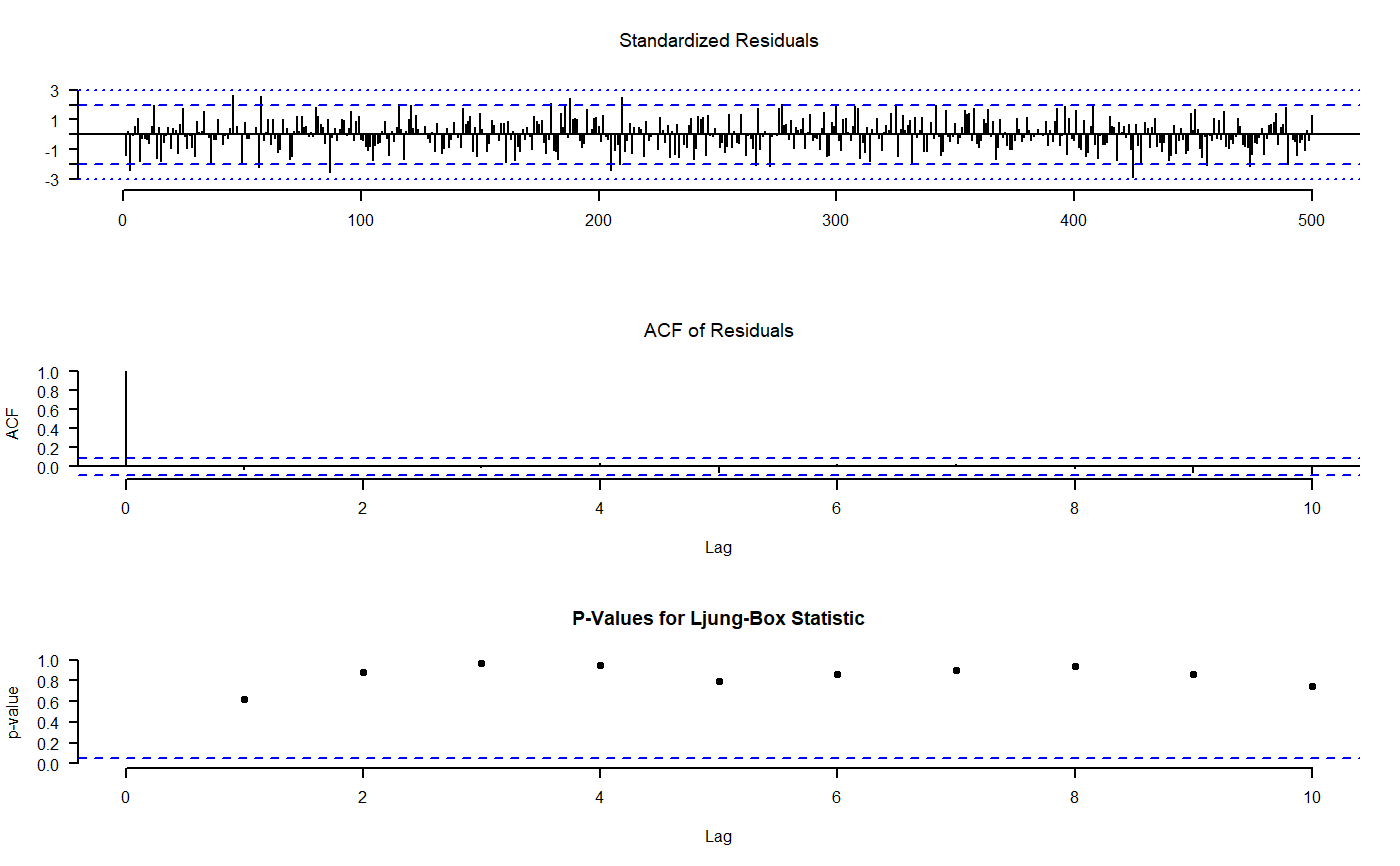 Standardized Residuals
3
1
-1
-3
0 100 200 300 400 500
ACF of Residuals
ACF
1.0
0.8
0.6
0.4
0.2
0.0
0 2 4 6 8 10
Lag
P-Values for Ljung-Box Statistic
p-value
1.0
0.8
0.6
0.4
0.2
0.0
0 2 4 6 8 10
Lag